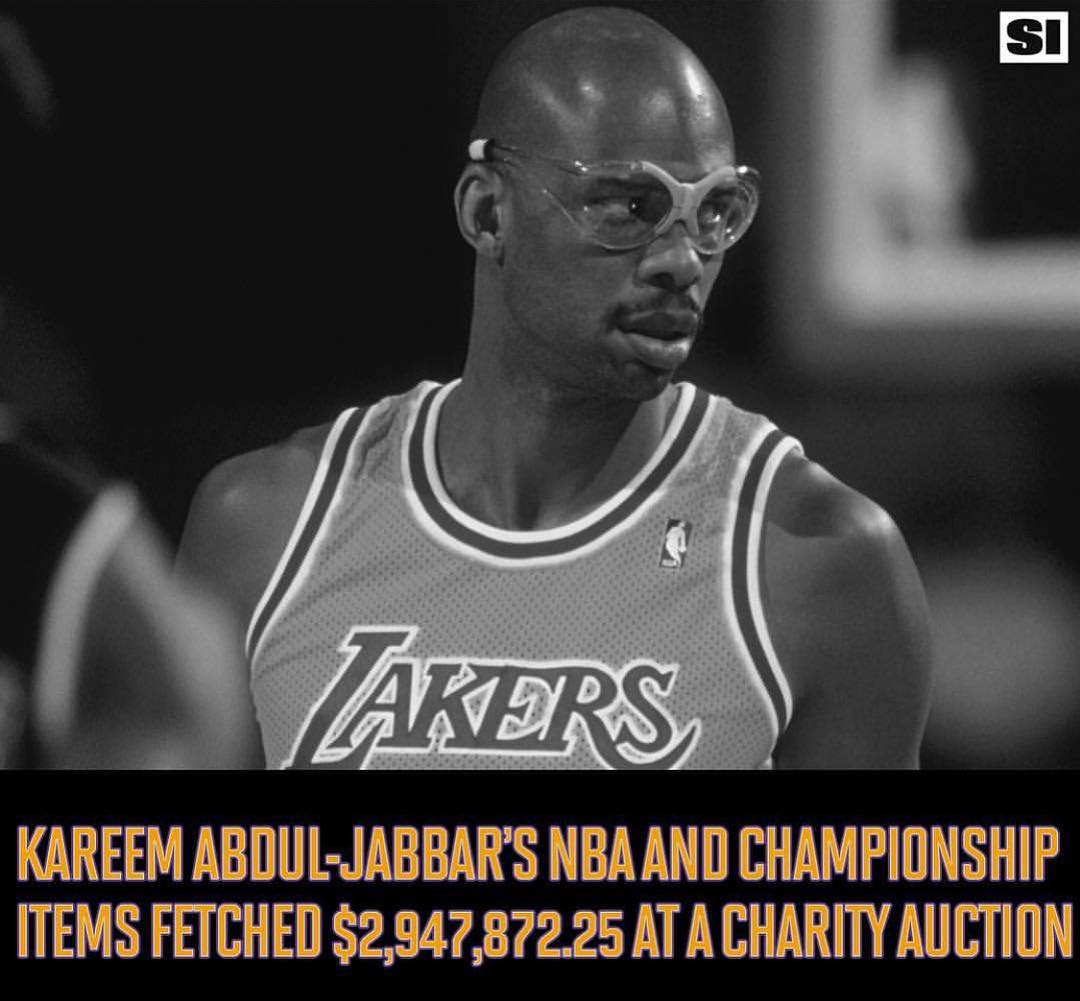 SI
LAKERS
KAREEM ABDUL-JABBAR'S NBA AND CHAMPIONSHIP
ITEMS FETCHED $2,947,872.25 AT A CHARITY AUCTION